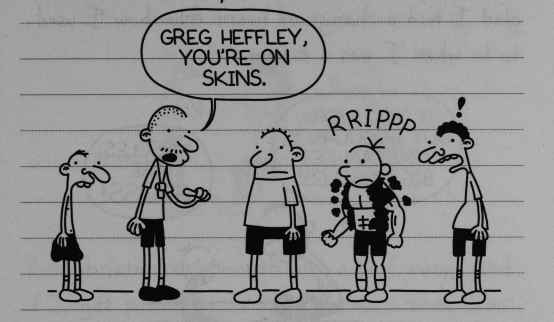 GREG HEFFLEY,
YOU'RE ON
SKINS.
RRIPPP
!